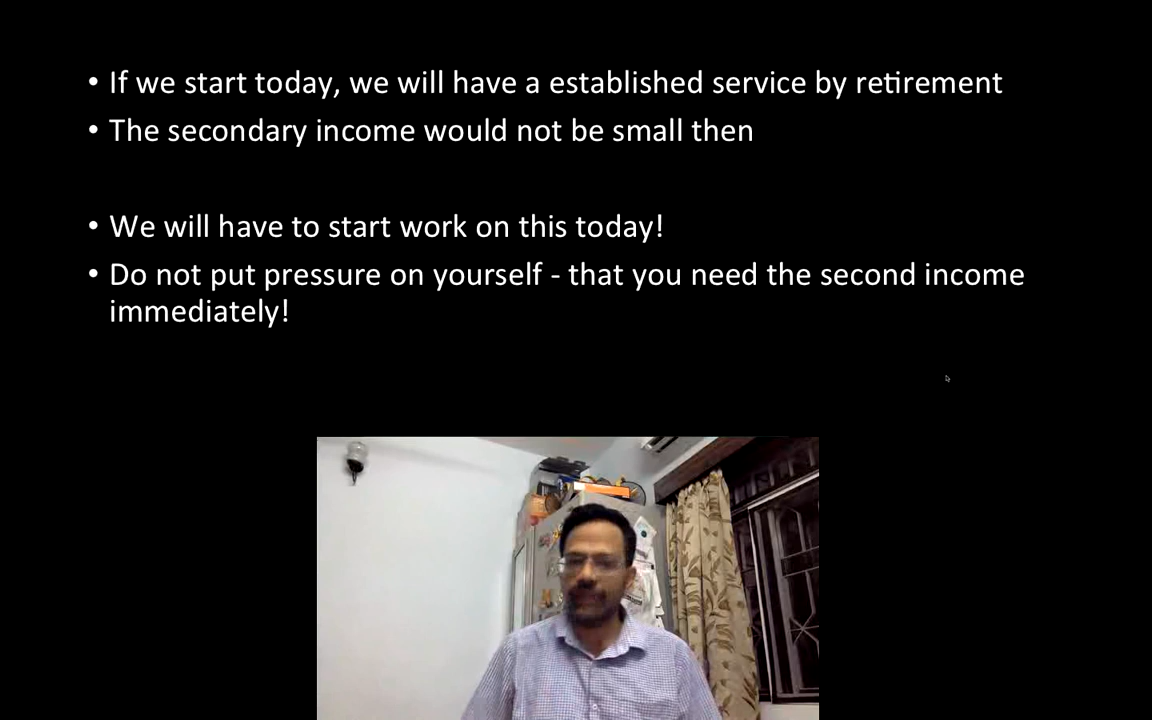 • If we start today, we will have a established service by retirement
• The secondary income would not be small then
• We will have to start work on this today!
• Do not put pressure on yourself - that you need the second income
immediately!